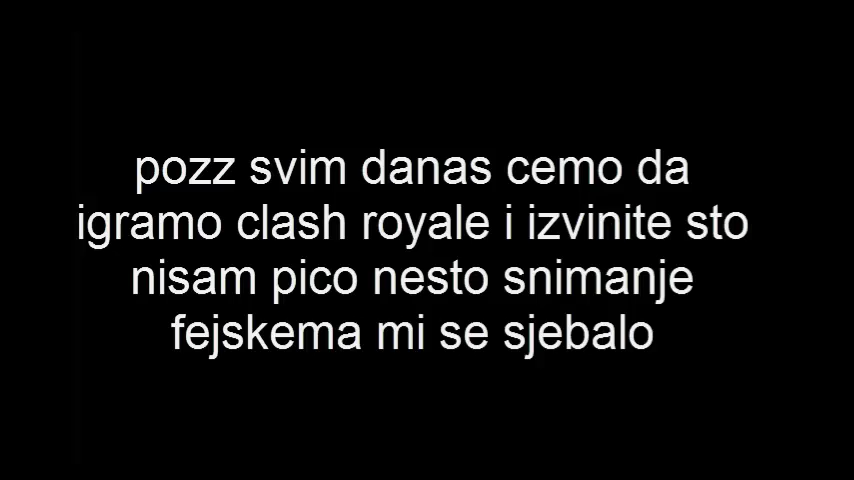 pozz svim danas cemo da
igramo clash royale i izvinite sto
nisam pico nesto snimanje
fejskema mi se sjebalo